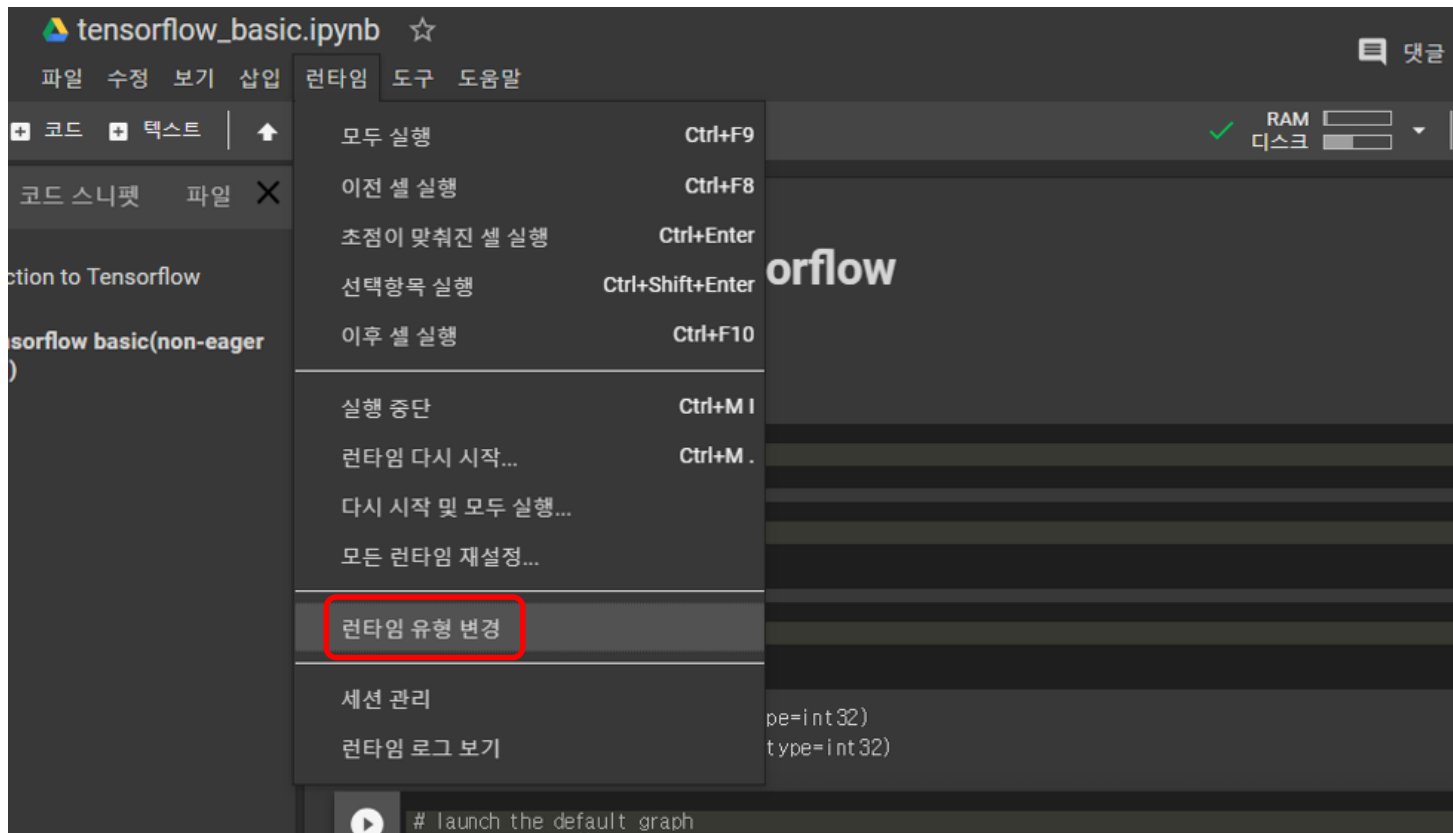 tensorflow_basic.ipynb
댓글
파일 수정 보기 삽입 런타임 도구 도움말
코드 텍스트
RAM
디스크
코드 스니펫 파일
ction to Tensorflow
nsorflow basic(non-eager
)
모두 실행 Ctrl+F9
이전 셀 실행 Ctrl+F8
초점이 맞춰진 셀 실행 Ctrl+Enter
선택항목 실행 Ctrl+Shift+Enter
이후 셀 실행 Ctrl+F10
실행 중단 Ctrl+M I
런타임 다시 시작... Ctrl+M .
다시 시작 및 모두 실행...
모든 런타임 재설정...
런타임 유형 변경
세션 관리
런타임 로그 보기
orflow
pe=int32)
type=int32)
# launch the default graph